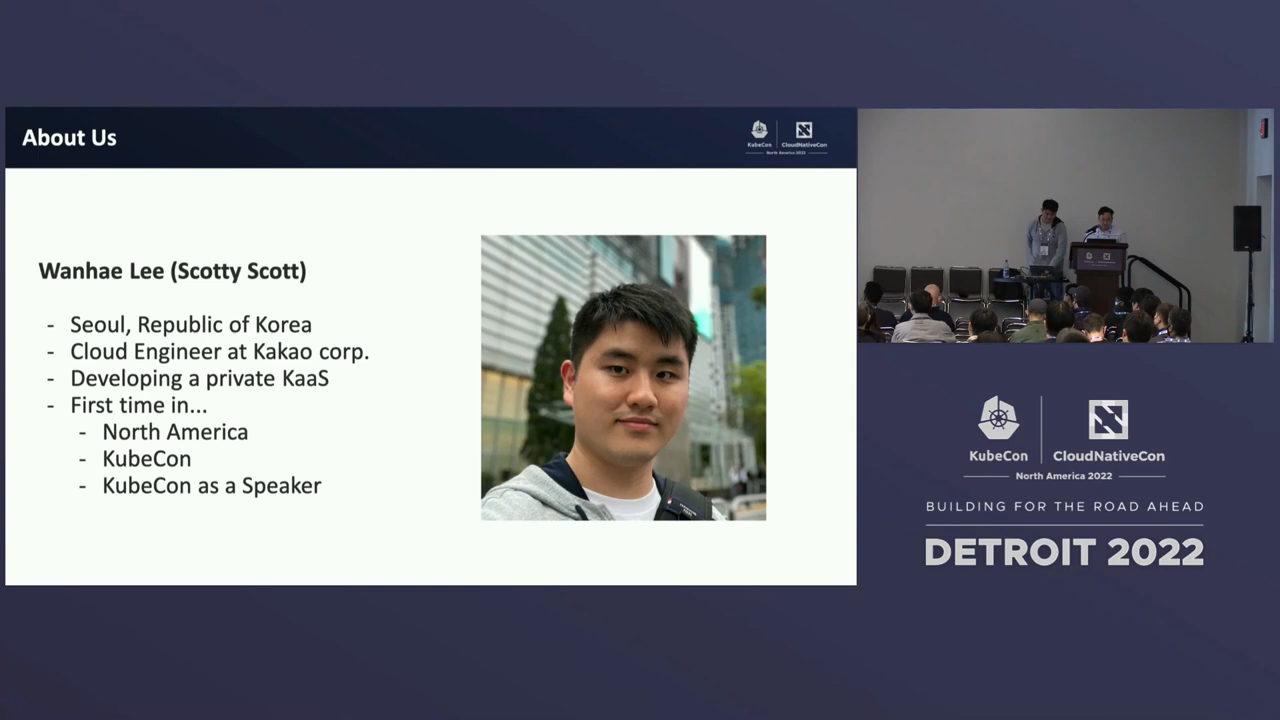 About Us
KubeCon
CloudNativeCon
North America 2022
Wanhae Lee (Scotty Scott)
- Seoul, Republic of Korea
- Cloud Engineer at Kakao corp.
- Developing a private KaaS
- First time in...
- North America
- KubeCon
- KubeCon as a Speaker
KubeCon
CloudNativeCon
North America 2022
BUILDING FOR THE ROAD AHEAD
DETROIT 2022